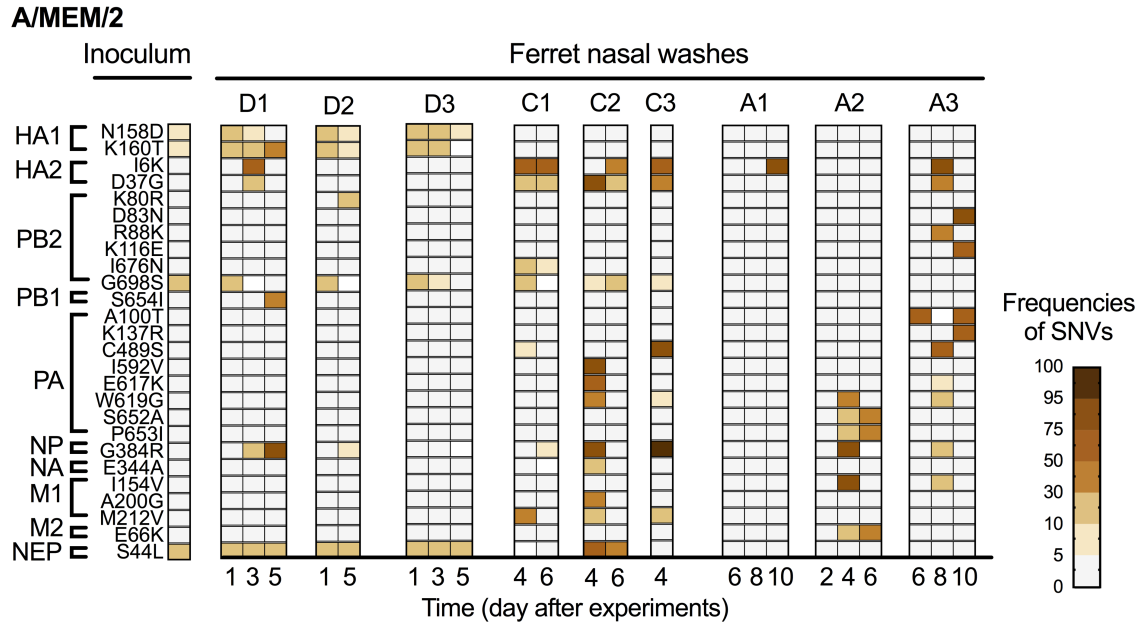 A/MEM/2
Inoculum
Ferret nasal washes
D1 D2 D3 C1 C2 C3 A1 A2 A3
HA1
N158D
K160T
HA2
I6K
D37G
PB2
K80R
D83N
R88K
K116E
I676N
G698S
PB1
S654I
PA
A100T
K137R
C489S
I592V
E617K
W619G
S652A
P653I
NP
G384R
NA
E344A
M1
I154V
A200G
M212V
M2
E66K
NEP
S44L
1 3 5 1 5 1 3 5 4 6 4 6 4 6 8 10 2 4 6 6 8 10
Time (day after experiments)
Frequencies
of SNVs
100
95
75
50
30
10
5
0